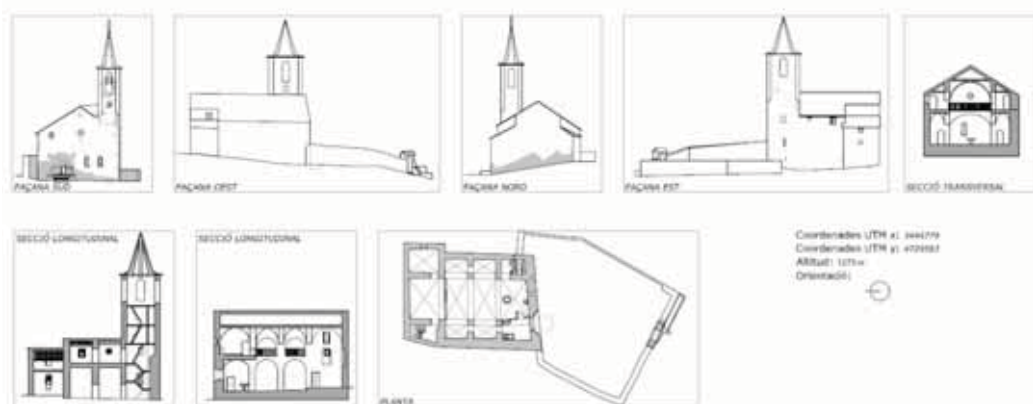 FAÇANA SUD
FAÇANA OEST
FAÇANA NORD
FAÇANA EST
SECCIÓ TRANSVERSAL
SECCIÓ LONGITUDINAL
SECCIÓ LONGITUDINAL
PLANTA
Coordenades UTM x:
Coordenades UTM y:
Altitud: 1275 m
Orientació: